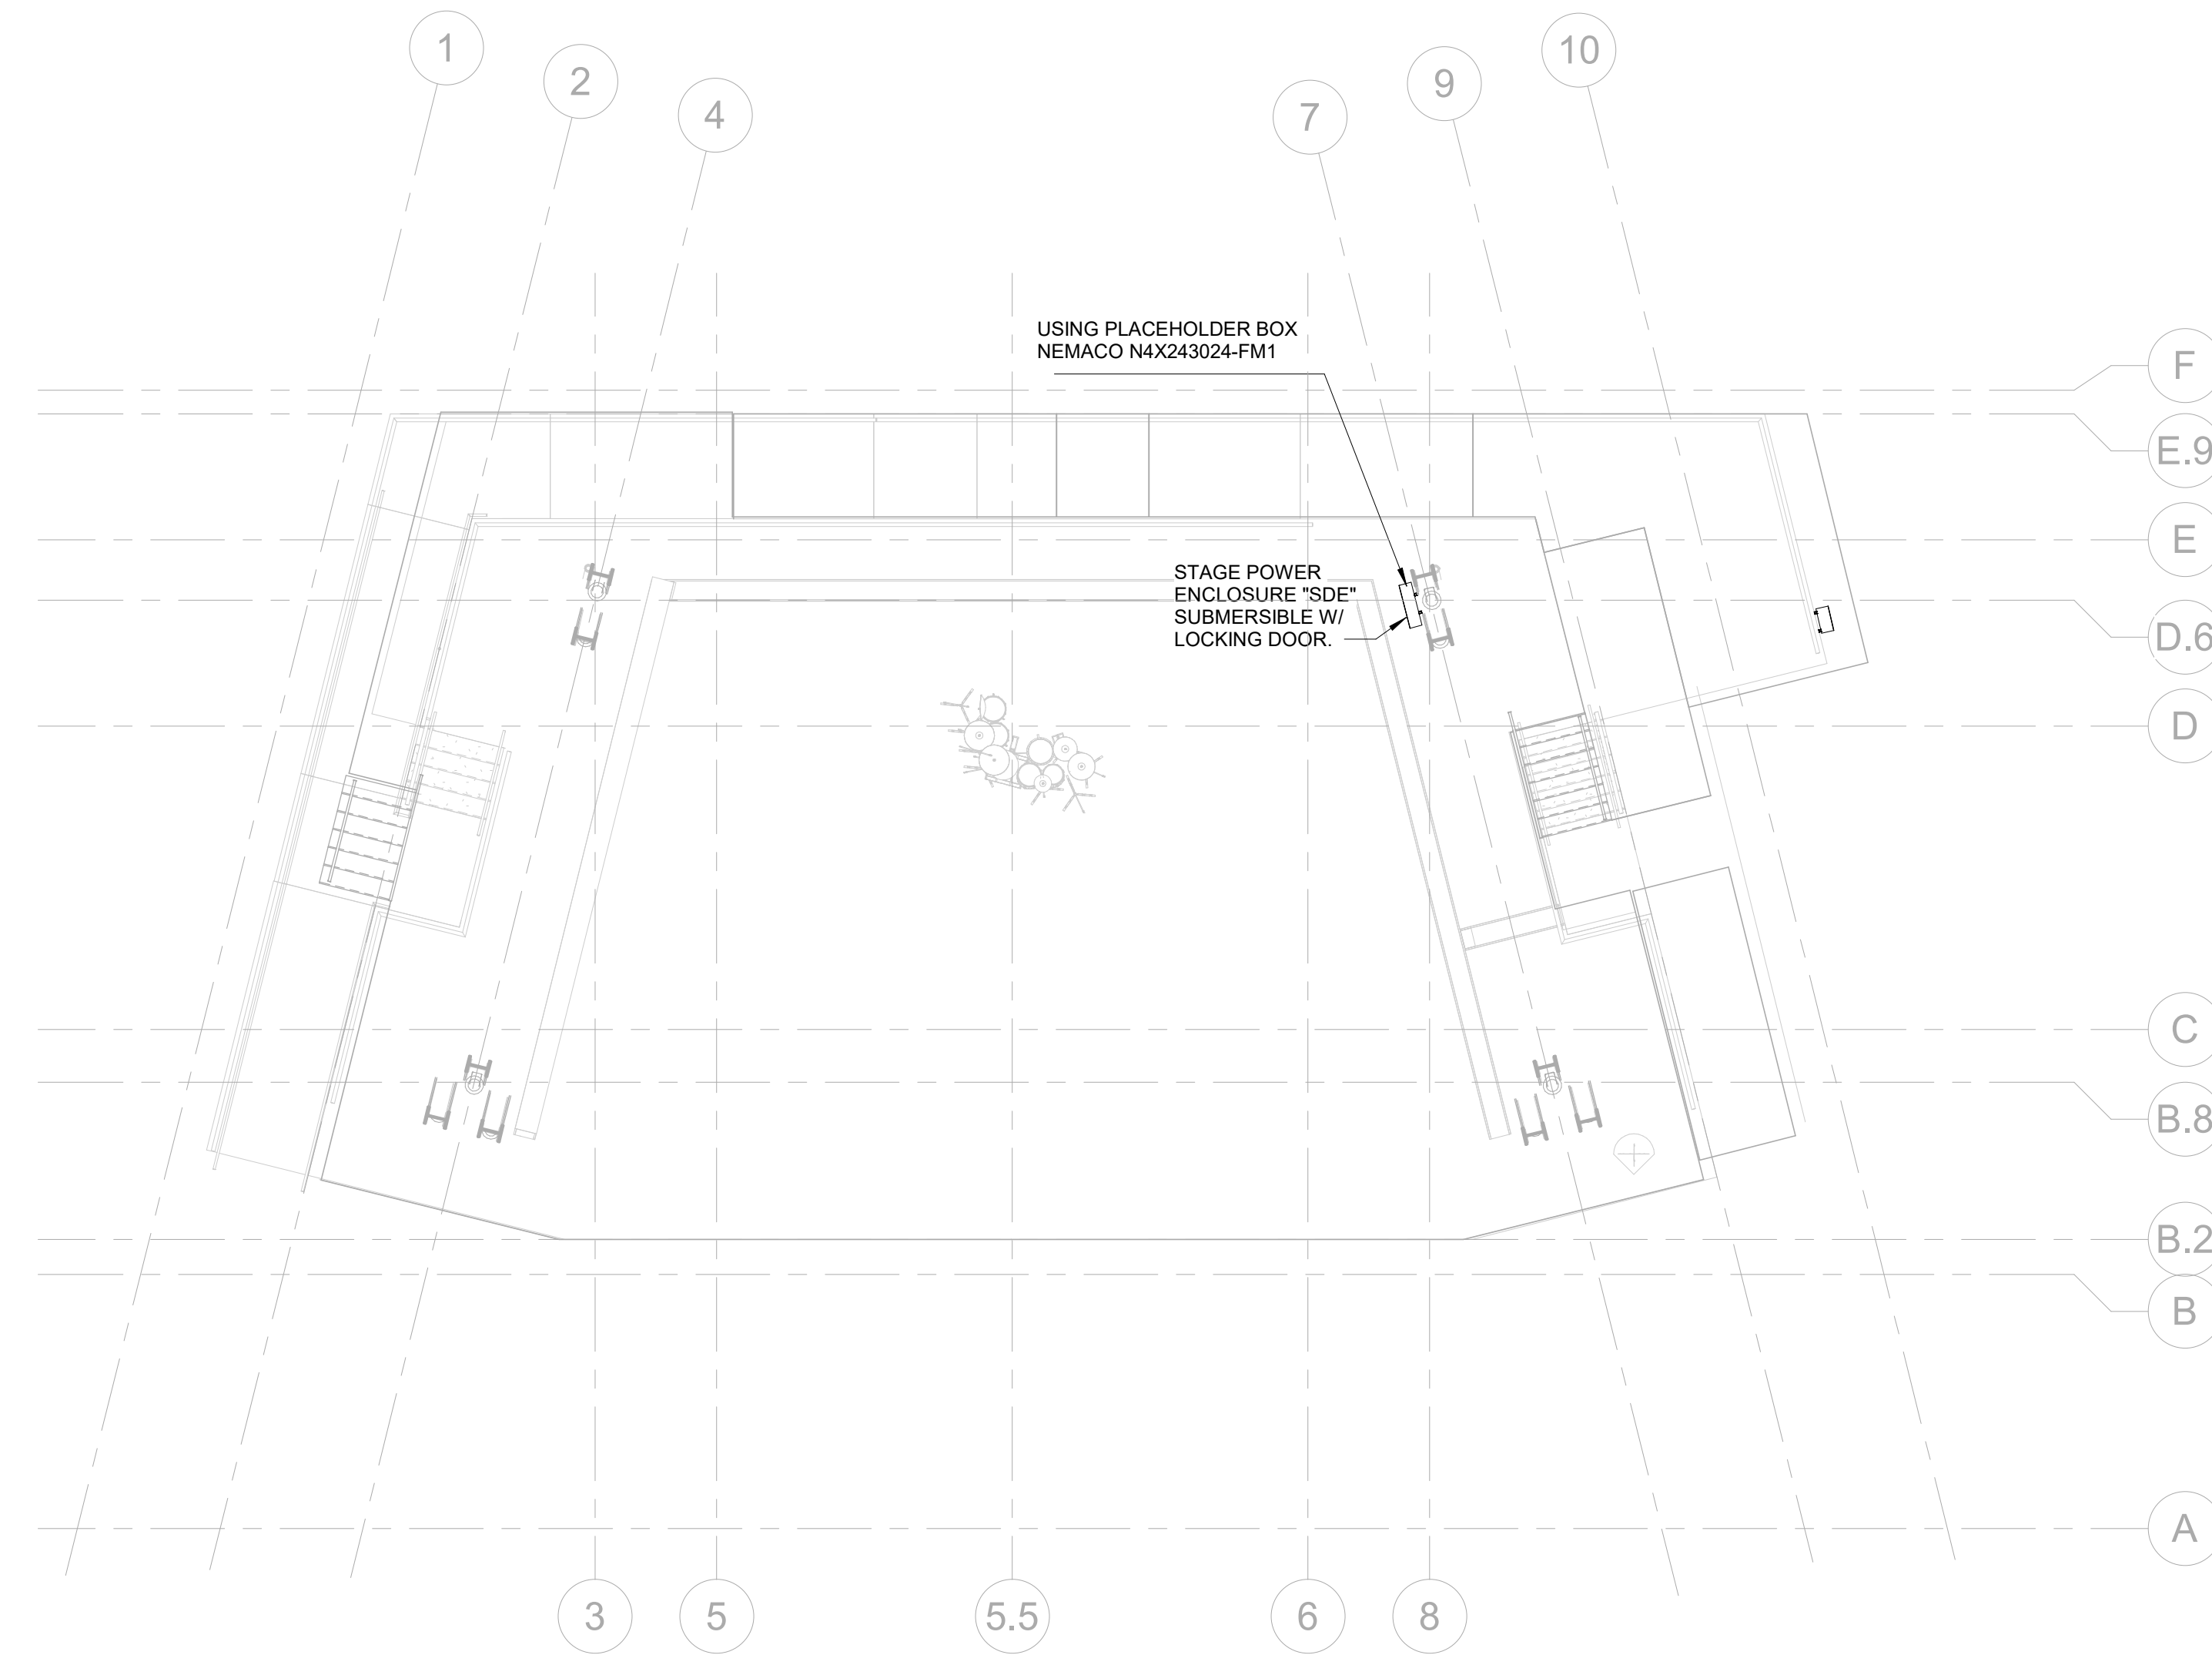 1
2
4
7
9
10
USING PLACEHOLDER BOX
NEMACO N4X243024-FM1
F
E.9
E
STAGE POWER
ENCLOSURE "SDE"
SUBMERSIBLE W/
LOCKING DOOR.
D.6
D
C
B.8
B.2
B
A
3
5
5.5
6
8